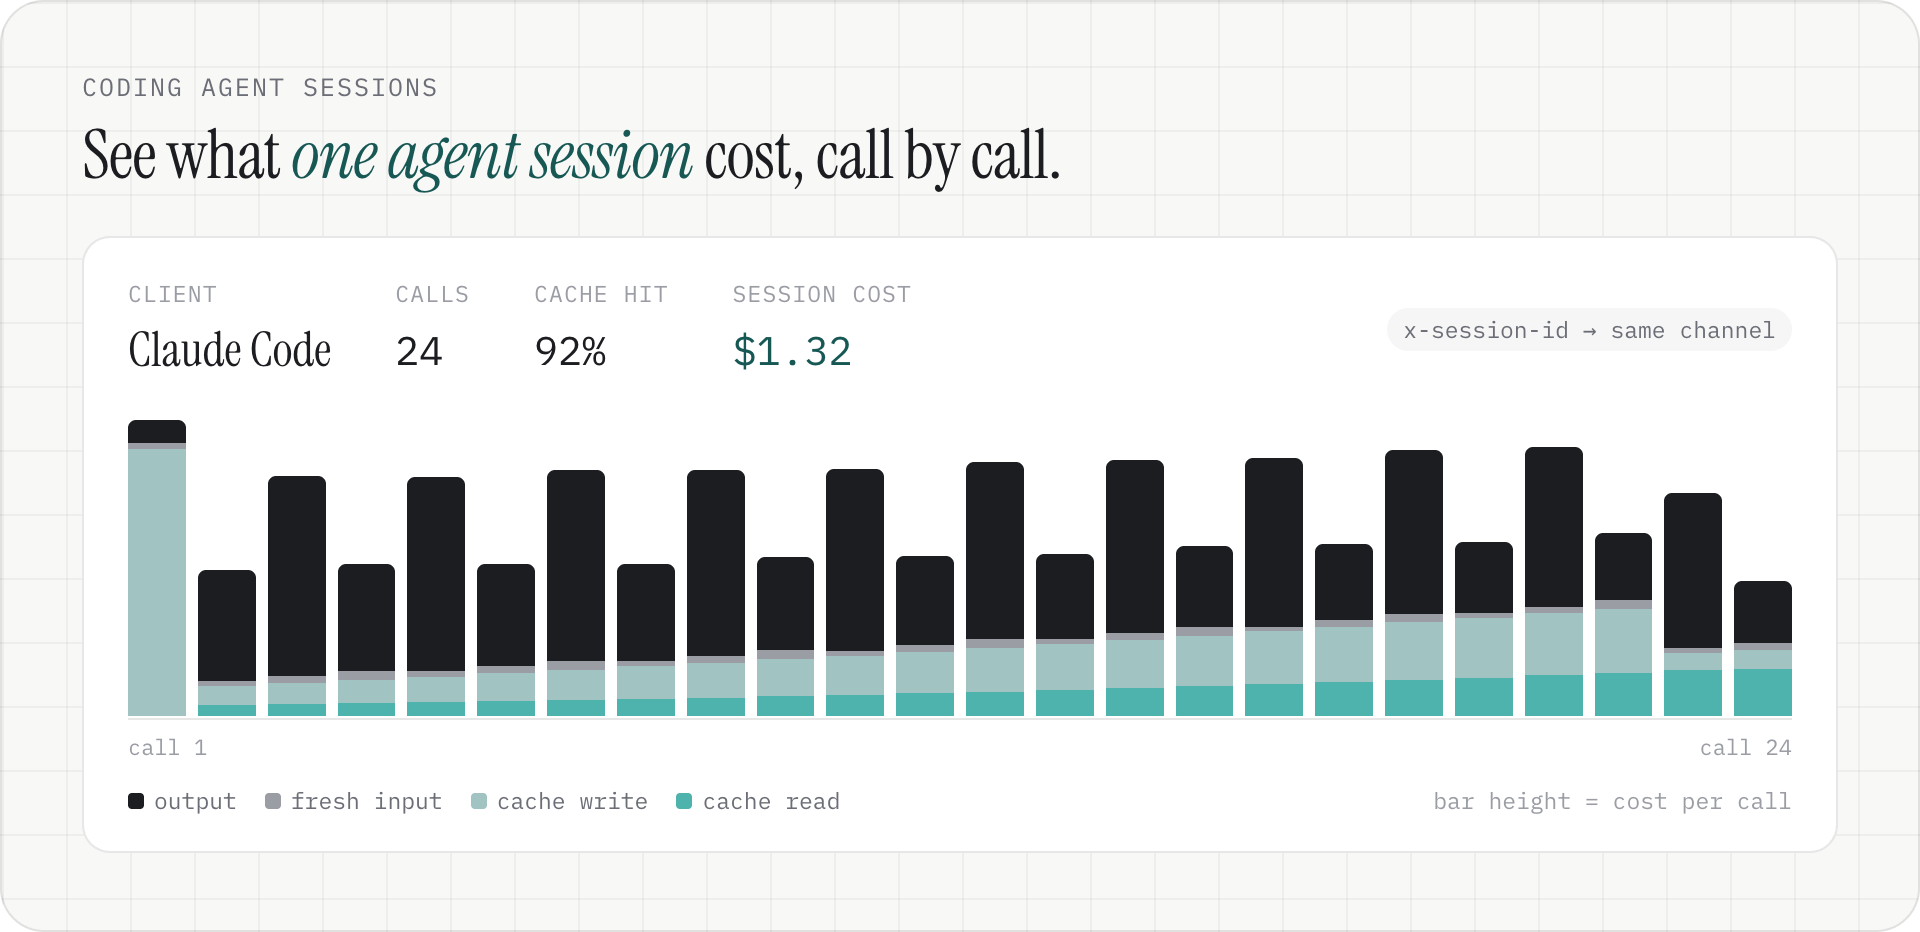 CODING AGENT SESSIONS
See what one agent session cost, call by call.
CLIENT CALLS CACHE HIT SESSION COST
Claude Code 24 92% $1.32
x-session-id → same channel
call 1 call 24
output fresh input cache write cache read
bar height = cost per call